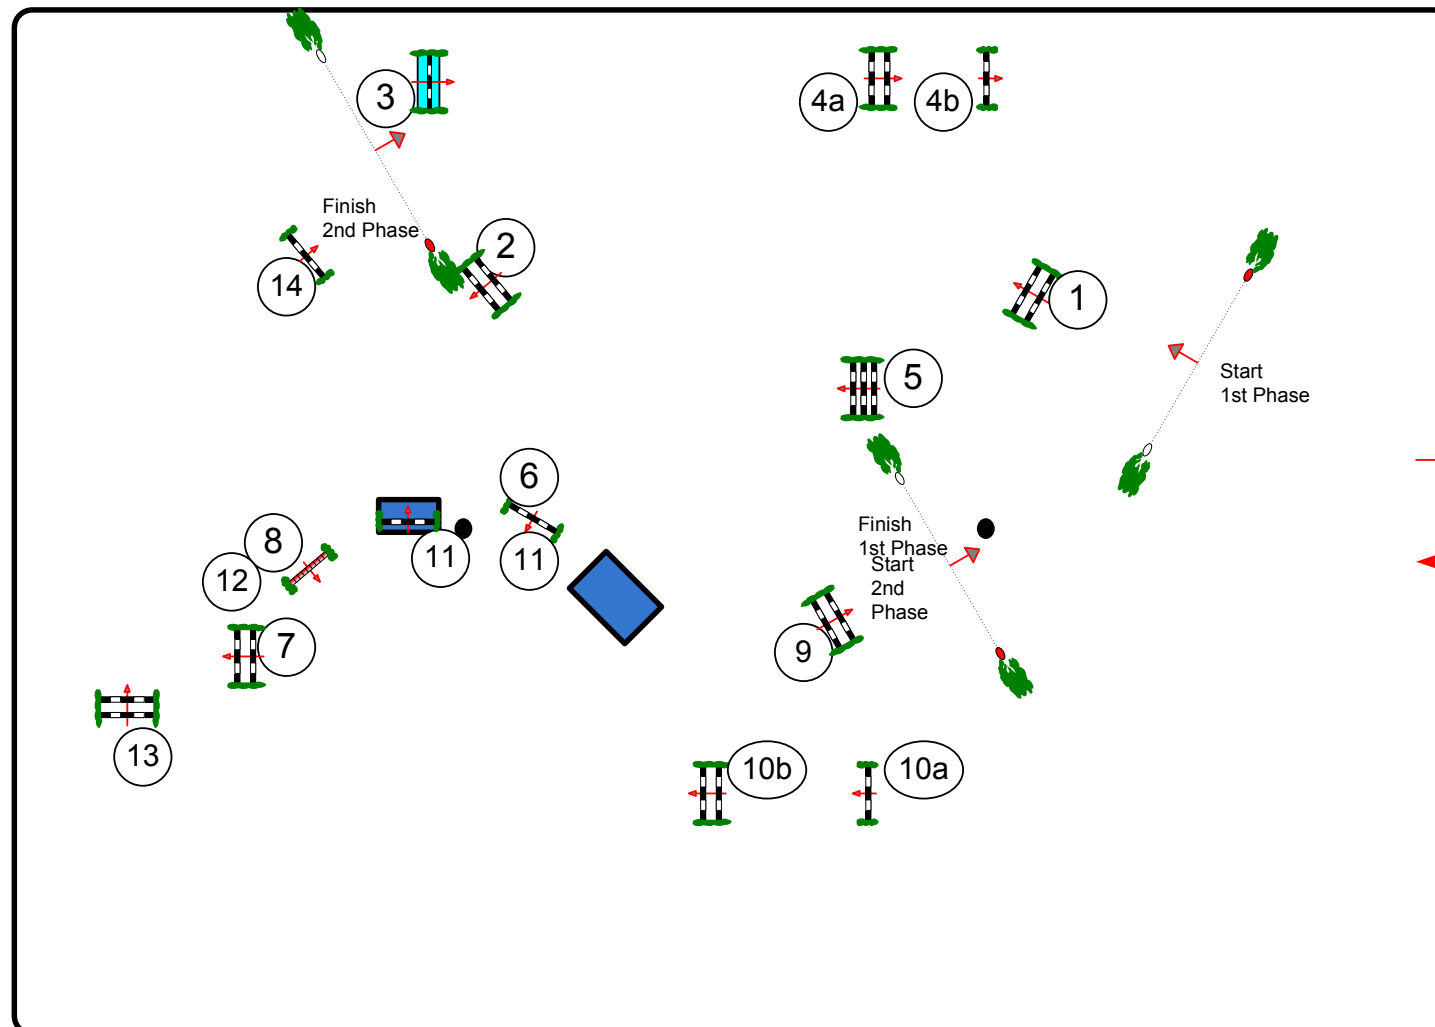 3
4a
4b
Finish
2nd Phase
2
14
1
5
Start
1st Phase
6
Finish
1st Phase
Start
2nd
Phase
8
11
11
12
7
9
13
10b
10a